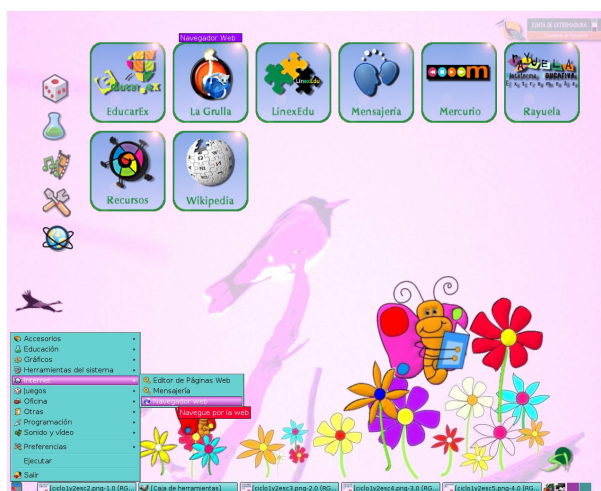 JUNTA DE EXTREMADURA
Navegador Web
EducarEx
EducarEx
La Grulla
LinexEdu
LinexEdu
Mensajería
Mercurio
RAYUELA
Rayuela
Recursos
Wikipedia
Accesorios
Educación
Gráficos
Herramientas del sistema
Internet
Juegos
Oficina
Otras
Programación
Sonido y vídeo
Preferencias
Ejecutar
Salir
Editor de Páginas Web
Mensajería
Navegador web
Navegue por la web
[ciclo1y2esc2.png-1.0 (RG...
[Caja de herramientas]
[ciclo1y2esc3.png-2.0 (RG...
[ciclo1y2esc4.png-3.0 (RG...
[ciclo1y2esc5.png-4.0 (RG...